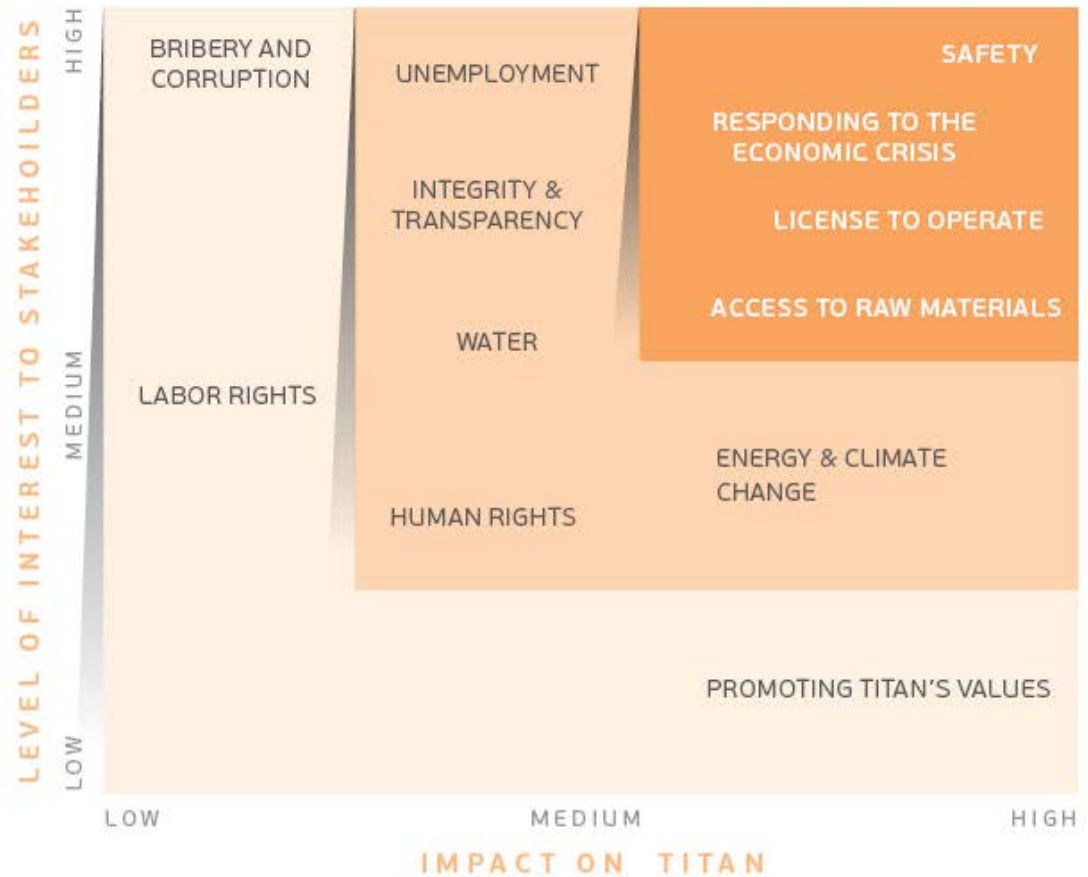 LEVEL OF INTEREST TO STAKEHOILDERS
HIGH
MEDIUM
LOW
BRIBERY AND
CORRUPTION
LABOR RIGHTS
UNEMPLOYMENT
INTEGRITY &
TRANSPARENCY
WATER
HUMAN RIGHTS
SAFETY
RESPONDING TO THE
ECONOMIC CRISIS
LICENSE TO OPERATE
ACCESS TO RAW MATERIALS
ENERGY & CLIMATE
CHANGE
PROMOTING TITAN'S VALUES
LOW
MEDIUM
HIGH
IMPACT ON TITAN